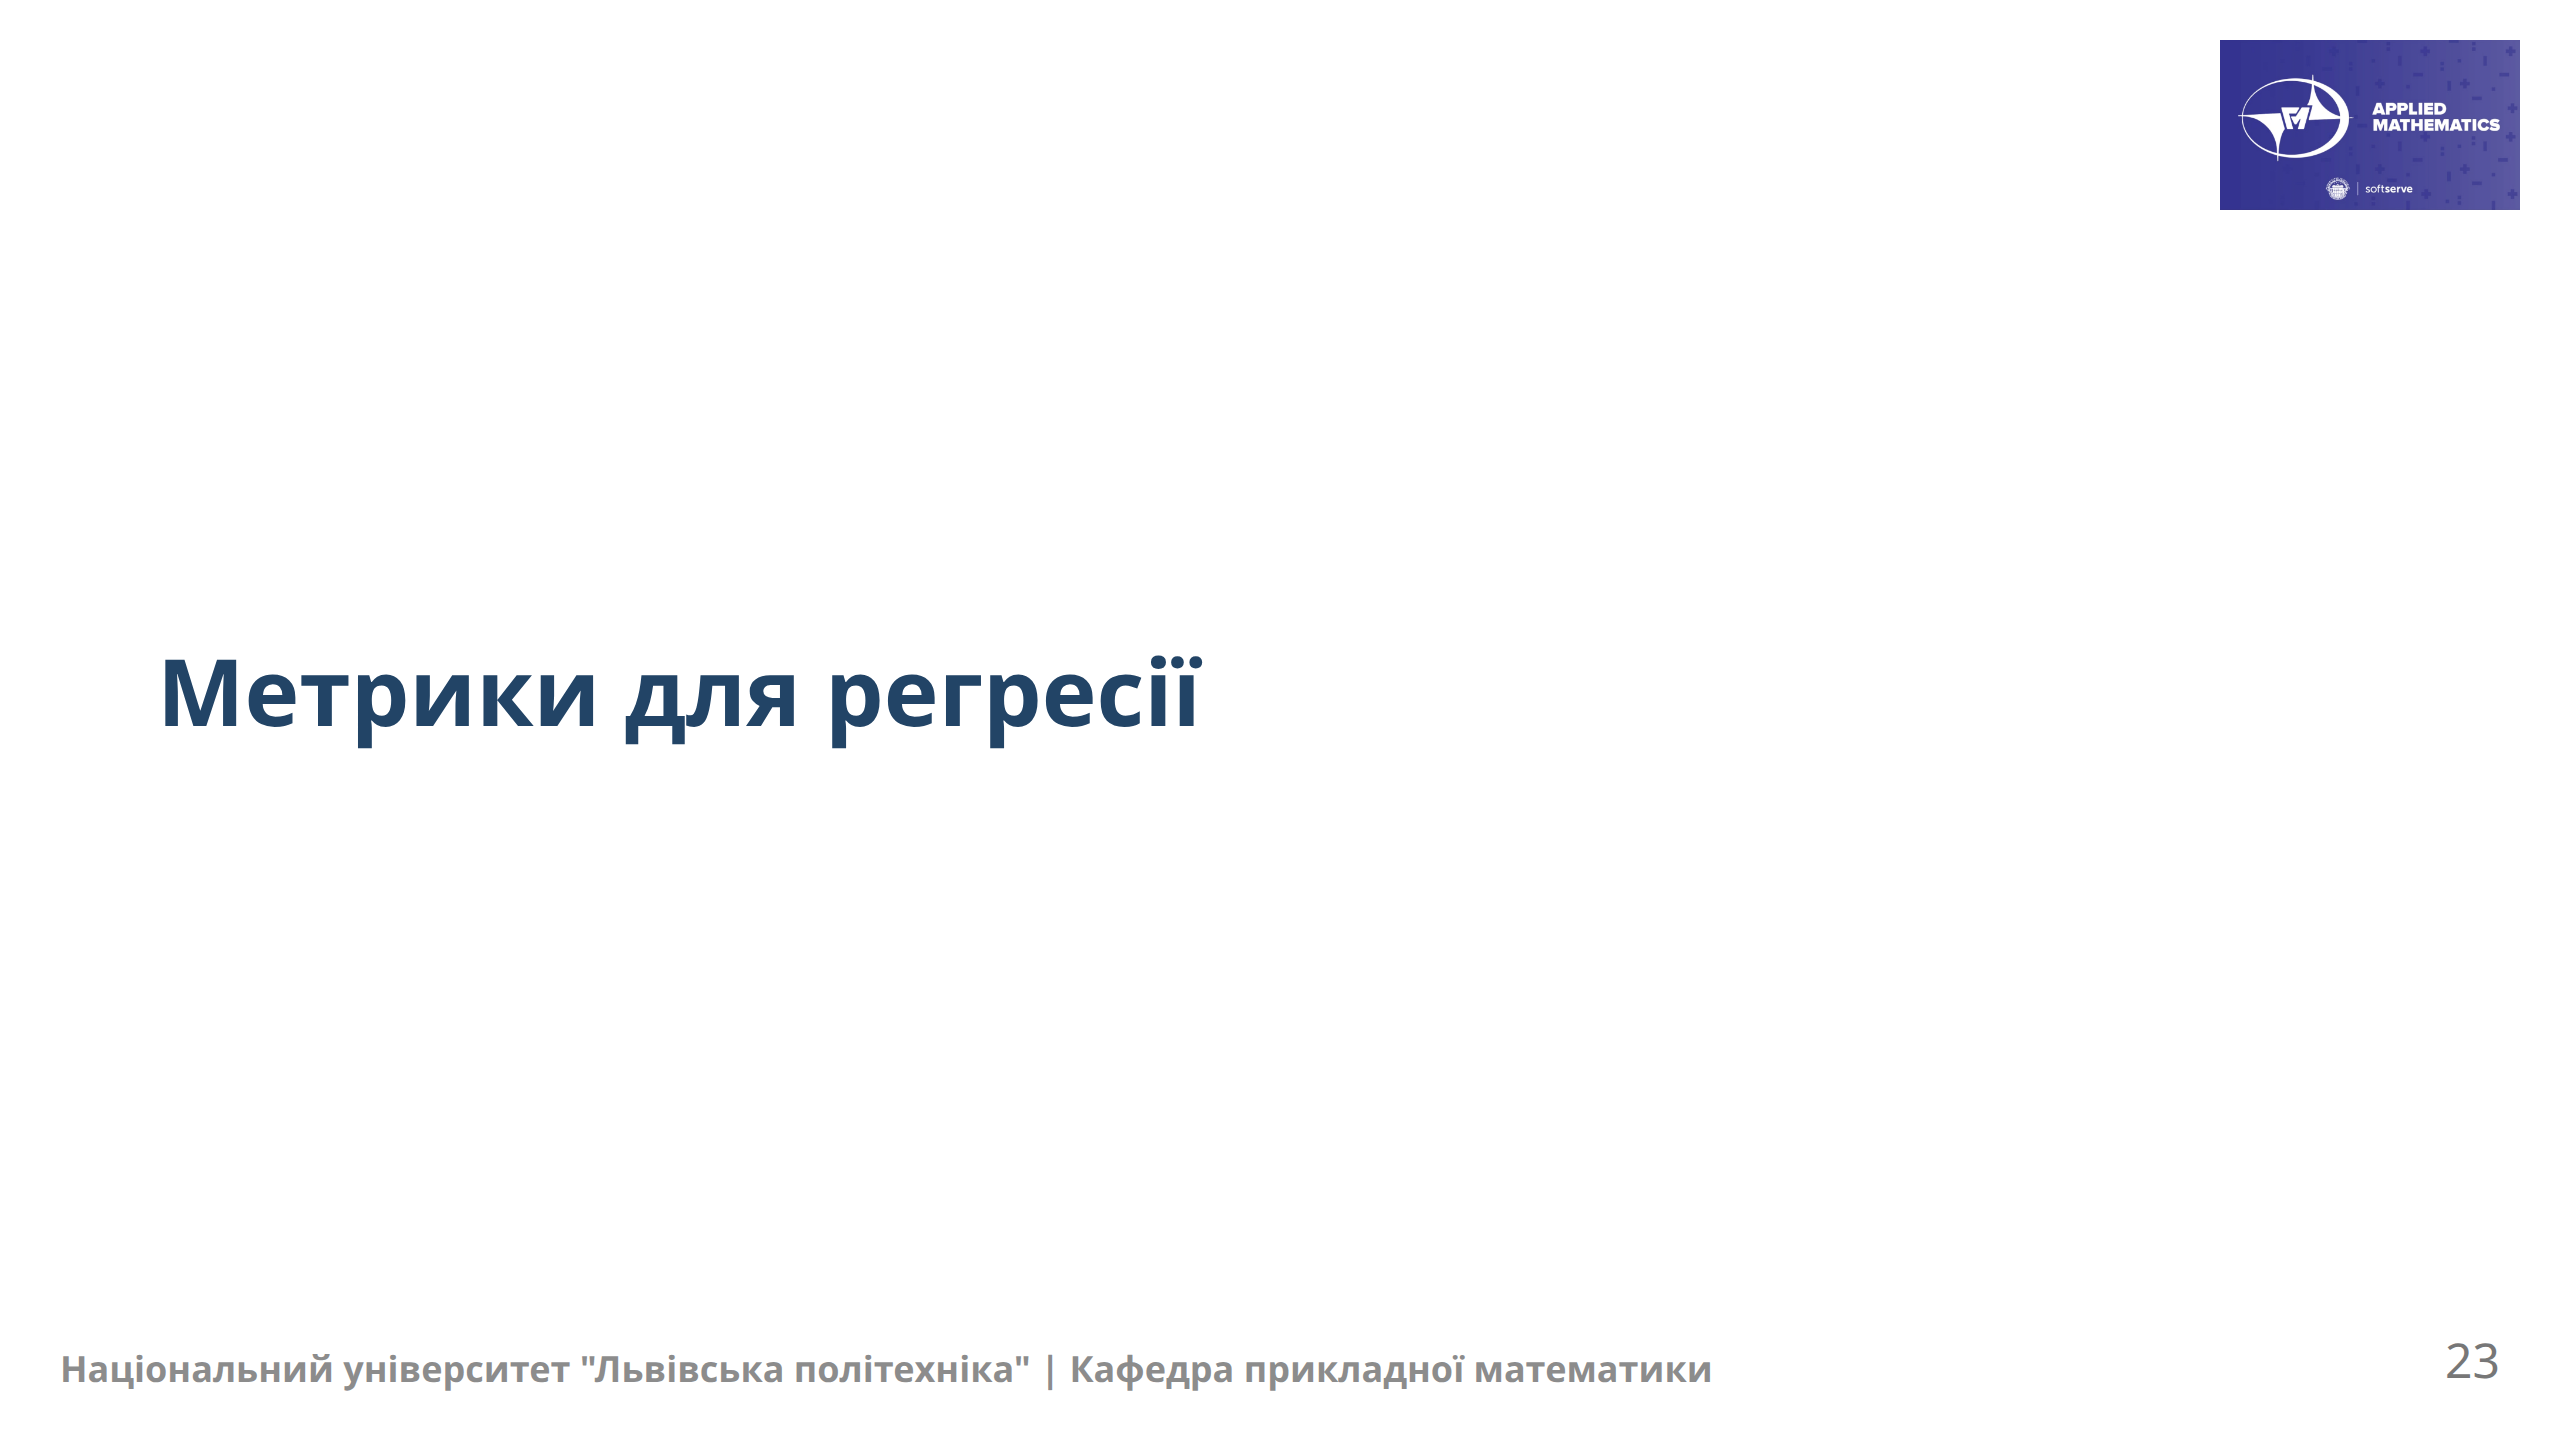 APPLIED
MATHEMATICS
softserve
Метрики для регресії
Національний університет "Львівська політехніка" | Кафедра прикладної математики
23